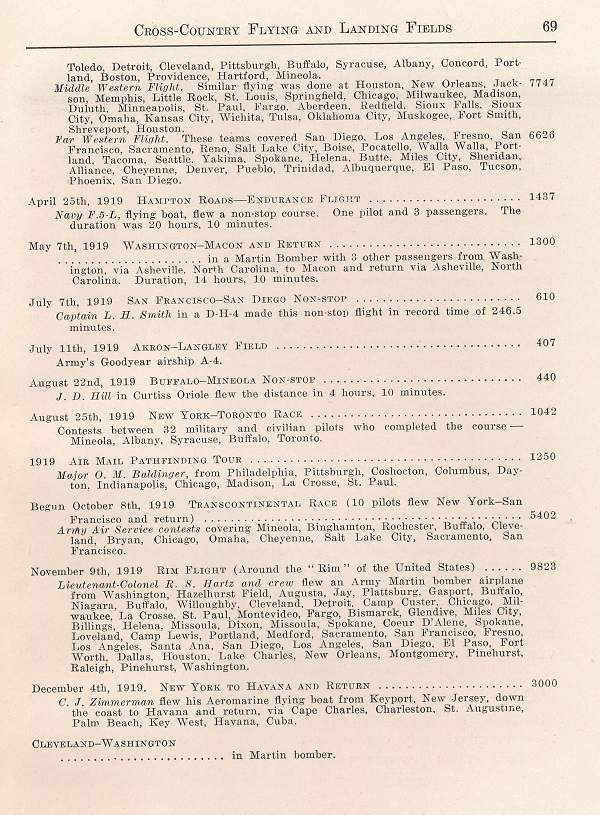 Cross-Country Flying and Landing Fields 69
Toledo, Detroit, Cleveland, Pittsburgh, Buffalo, Syracuse, Albany, Concord, Port-
land, Boston, Providence, Hartford, Mineola.
Middle Western Flight. Similar flying was done at Houston, New Orleans, Jack- 7747
son, Memphis, Little Rock, St. Louis, Springfield, Chicago, Milwaukee, Madison,
Duluth, Minneapolis, St. Paul, Fargo, Aberdeen, Redfield, Sioux Falls, Sioux
City, Omaha, Kansas City, Wichita, Tulsa, Oklahoma City, Muskogee, Fort Smith,
Shreveport, Houston.
Far Western Flight. These teams covered San Diego, Los Angeles, Fresno, San 6626
Francisco, Sacramento, Reno, Salt Lake City, Boise, Pocatello, Walla Walla, Port-
land, Tacoma, Seattle, Yakima, Spokane, Helena, Butte, Miles City, Sheridan,
Alliance, Cheyenne, Denver, Pueblo, Trinidad, Albuquerque, El Paso, Tucson,
Phoenix, San Diego.
April 25th, 1919 Hampton Roads—Endurance Flight ....................... 1437
Navy F.5-L, flying boat, flew a non-stop course. One pilot and 3 passengers. The
duration was 20 hours, 10 minutes.
May 7th, 1919 Washington–Macon and Return ............................ 1300
..................... in a Martin Bomber with 3 other passengers from Wash-
ington, via Asheville, North Carolina, to Macon and return via Asheville, North
Carolina. Duration, 14 hours, 10 minutes.
July 7th, 1919 San Francisco–San Diego Non-stop ........................ 610
Captain L. H. Smith in a D-H-4 made this non-stop flight in record time of 246.5
minutes.
July 11th, 1919 Akron–Langley Field .................................... 407
Army's Goodyear airship A-4.
August 22nd, 1919 Buffalo–Mineola Non-stop ............................. 440
J. D. Hill in Curtiss Oriole flew the distance in 4 hours, 10 minutes.
August 25th, 1919 New York–Toronto Race ............................... 1042
Contests between 32 military and civilian pilots who completed the course —
Mineola, Albany, Syracuse, Buffalo, Toronto.
1919 Air Mail Pathfinding Tour ......................................... 1250
Major O. M. Baldinger, from Philadelphia, Pittsburg, Coshocton, Columbus, Day-
ton, Indianapolis, Chicago, Madison, La Crosse, St. Paul.
Begun October 8th, 1919 Transcontinental Race (10 pilots flew New York–San
Francisco and return) .............................................. 5402
Army Air Service contests covering Mineola, Binghamton, Rochester, Buffalo, Cleve-
land, Bryan, Chicago, Omaha, Cheyenne, Salt Lake City, Sacramento, San
Francisco.
November 9th, 1919 Rim Flight (Around the "Rim" of the United States) ...... 9823
Lieutenant-Colonel R. S. Hartz and crew flew an Army Martin bomber airplane
from Washington, Hazelhurst Field, Augusta, Jay, Plattsburg, Gasport, Buffalo,
Niagara, Buffalo, Willoughby, Cleveland, Detroit, Camp Custer, Chicago, Mil-
waukee, La Crosse, St. Paul, Montevideo, Fargo, Bismarck, Glendive, Miles City,
Billings, Helena, Missoula, Dixon, Missoula, Spokane, Coeur D'Alene, Spokane,
Loveland, Camp Lewis, Portland, Medford, Sacramento, San Francisco, Fresno,
Los Angeles, Santa Ana, San Diego, Los Angeles, San Diego, El Paso, Fort
Worth, Dallas, Houston, Lake Charles, New Orleans, Montgomery, Pinehurst,
Raleigh, Pinehurst, Washington.
December 4th, 1919. New York to Havana and Return ..................... 3000
C. J. Zimmerman flew his Aeromarine flying boat from Keyport, New Jersey, down
the coast to Havana and return, via Cape Charles, Charleston, St. Augustine,
Palm Beach, Key West, Havana, Cuba.
Cleveland–Washington
........................ in Martin bomber.